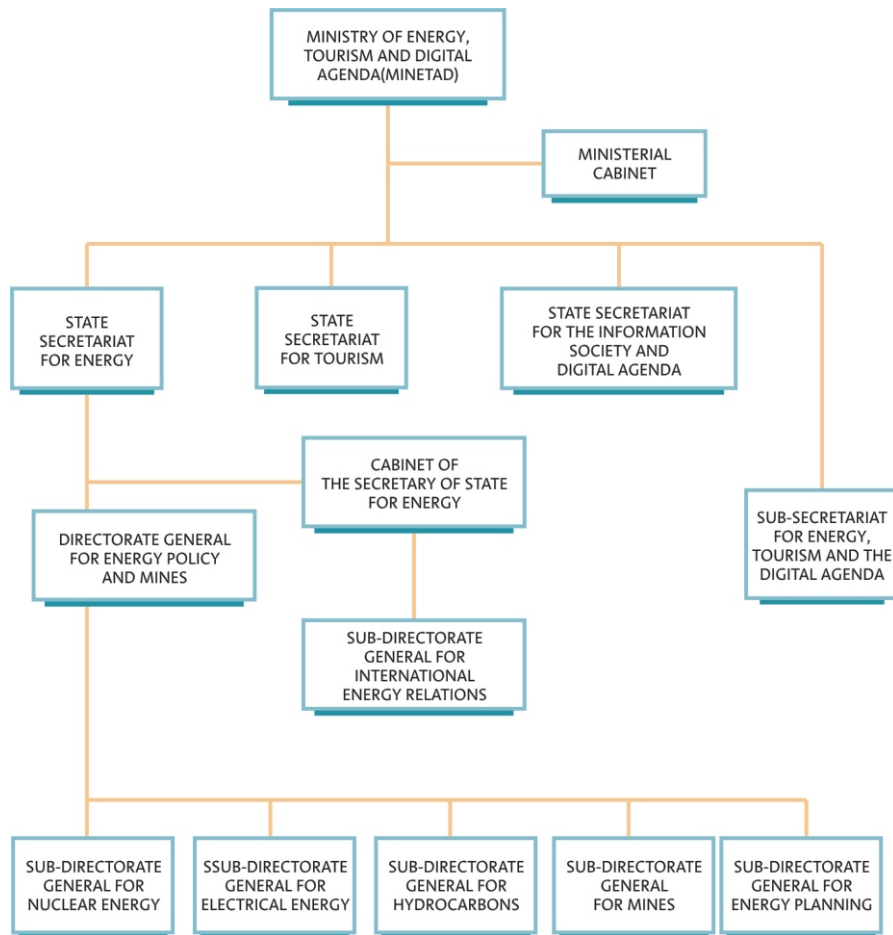 MINISTRY OF ENERGY,
TOURISM AND DIGITAL
AGENDA(MINETAD)
MINISTERIAL
CABINET
STATE
SECRETARIAT
FOR ENERGY
STATE
SECRETARIAT
FOR TOURISM
STATE SECRETARIAT
FOR THE INFORMATION
SOCIETY AND
DIGITAL AGENDA
CABINET OF
THE SECRETARY OF STATE
FOR ENERGY
SUB-SECRETARIAT
FOR ENERGY,
TOURISM AND THE
DIGITAL AGENDA
DIRECTORATE GENERAL
FOR ENERGY POLICY
AND MINES
SUB-DIRECTORATE
GENERAL FOR
INTERNATIONAL
ENERGY RELATIONS
SUB-DIRECTORATE
GENERAL FOR
NUCLEAR ENERGY
SSUB-DIRECTORATE
GENERAL FOR
ELECTRICAL ENERGY
SUB-DIRECTORATE
GENERAL FOR
HYDROCARBONS
SUB-DIRECTORATE
GENERAL
FOR MINES
SUB-DIRECTORATE
GENERAL FOR
ENERGY PLANNING